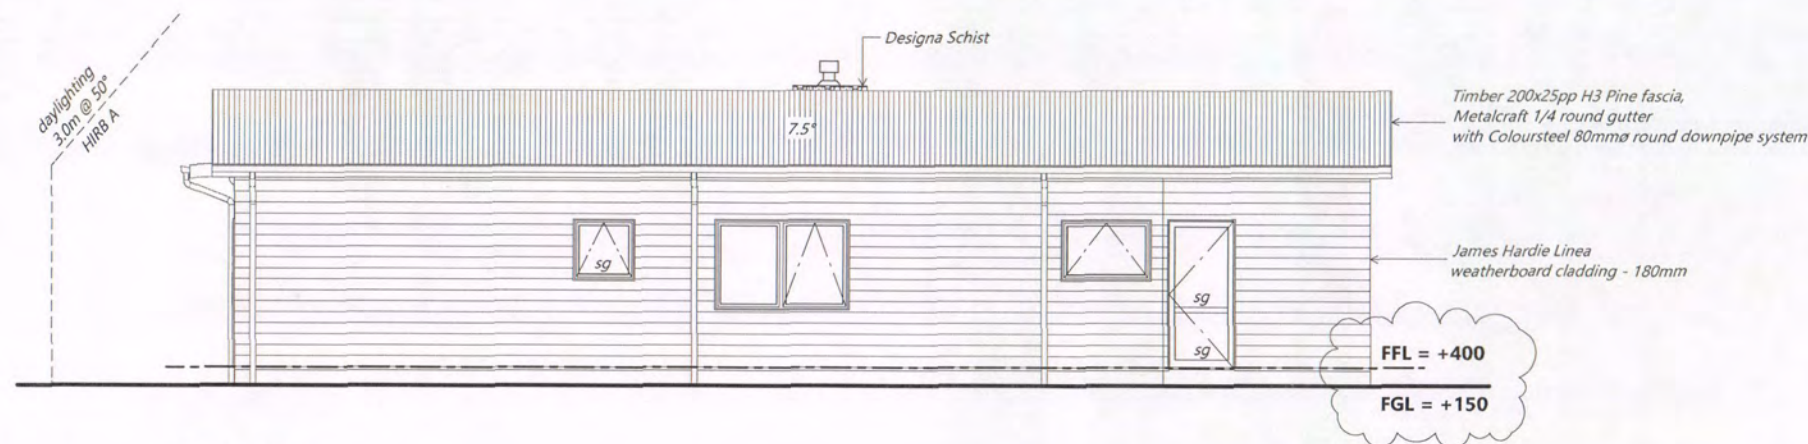 Designa Schist
daylighting
3.0m @ 50°
HIRB A
Timber 200x25pp H3 Pine fascia,
Metalcraft 1/4 round gutter
with Coloursteel 80mmø round downpipe system
7.5°
James Hardie Linea
weatherboard cladding - 180mm
sg
sg
sg
FFL = +400
FGL = +150